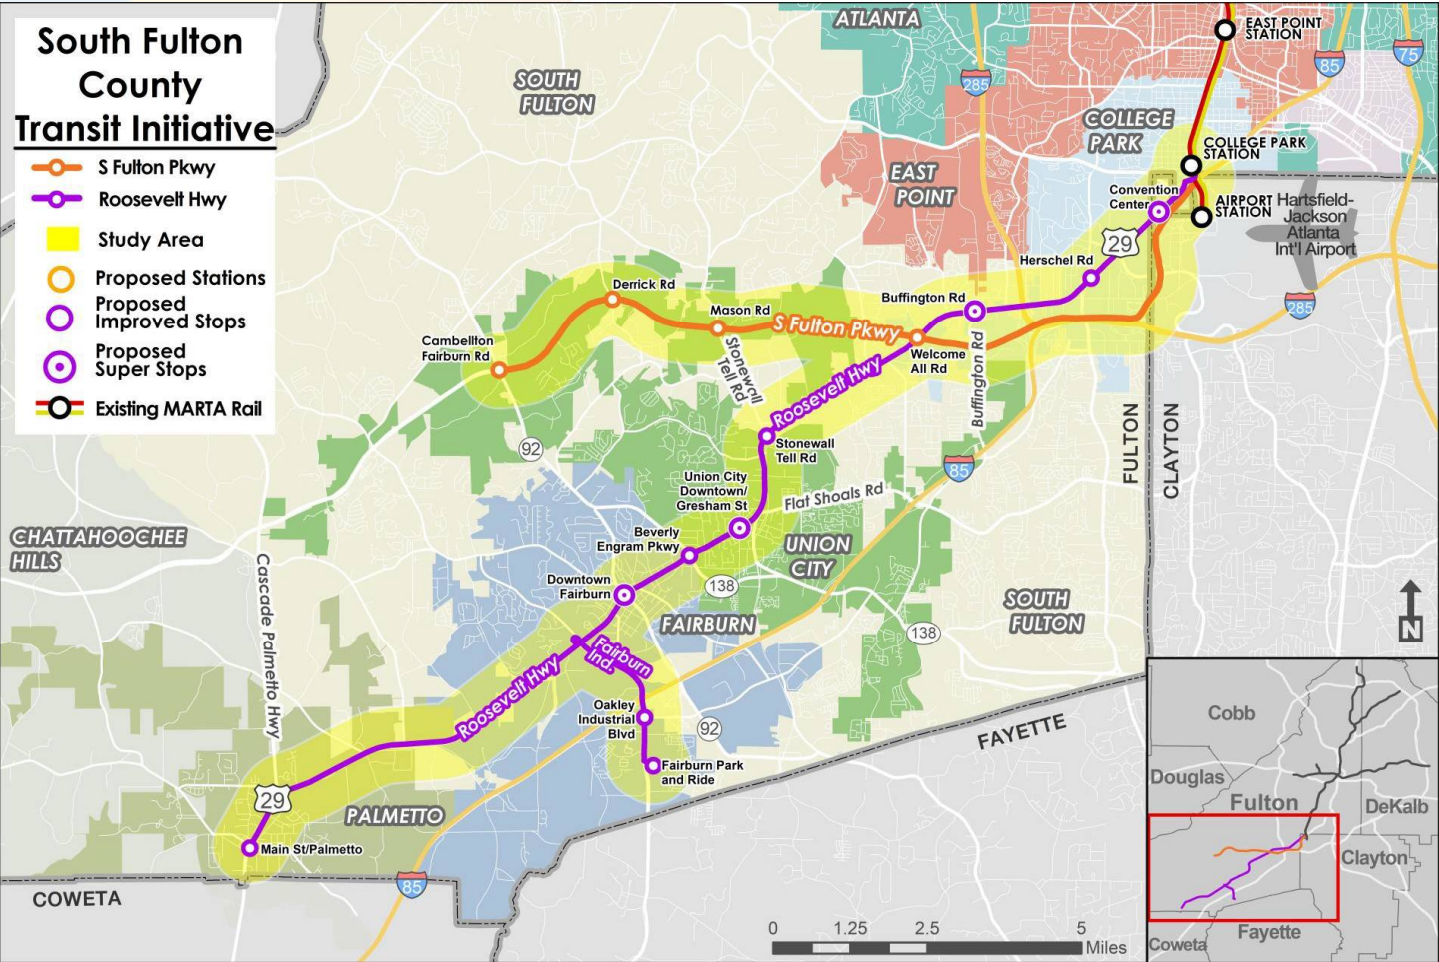 South Fulton
County
Transit Initiative
S Fulton Pkwy
Roosevelt Hwy
Study Area
Proposed Stations
Proposed
Improved Stops
Proposed
Super Stops
Existing MARTA Rail
ATLANTA
SOUTH
FULTON
285
85
75
EAST POINT
STATION
COLLEGE
PARK
COLLEGE PARK
STATION
EAST
POINT
Convention
Center
AIRPORT
STATION
Hartsfield-
Jackson
Atlanta
Int'l Airport
29
Herschel Rd
Derrick Rd
Buffington Rd
285
Mason Rd
S Fulton Pkwy
Cambellton
Fairburn Rd
Welcome
All Rd
Stonewall
Tell Rd
Roosevelt Hwy
Buffington Rd
FULTON
CLAYTON
92
Stonewall
Tell Rd
85
Union City
Downtown/
Gresham St
Flat Shoals Rd
CHATTAHOOCHEE
HILLS
Beverly
Engram Pkwy
UNION
CITY
Cascade Palmetto Hwy
Downtown
Fairburn
138
FAIRBURN
SOUTH
FULTON
138
N
Fairburn
Ind.
Roosevelt Hwy
Oakley
Industrial
Blvd
92
FAYETTE
Fairburn Park
and Ride
29
PALMETTO
Main St/Palmetto
COWETA
85
0 1.25 2.5 5
Miles
Cobb
Douglas
Fulton
DeKalb
Clayton
Fayette
Coweta